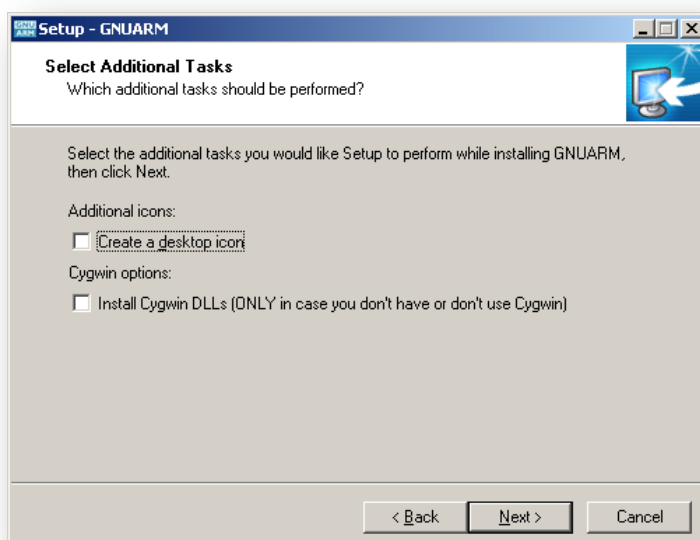 GNU ARM Setup - GNUARM
Select Additional Tasks
Which additional tasks should be performed?
Select the additional tasks you would like Setup to perform while installing GNUARM,
then click Next.
Additional icons:
Create a desktop icon
Cygwin options:
Install Cygwin DLLs (ONLY in case you don't have or don't use Cygwin)
< Back Next > Cancel